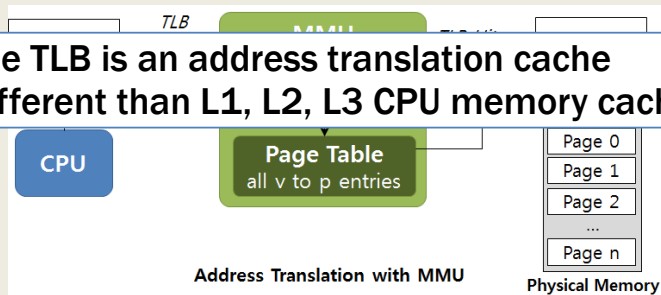 TLB
MMU
e TLB is an address translation cache
fferent than L1, L2, L3 CPU memory cach
CPU
Page Table
all v to p entries
Page 0
Page 1
Page 2
...
Page n
Address Translation with MMU
Physical Memory